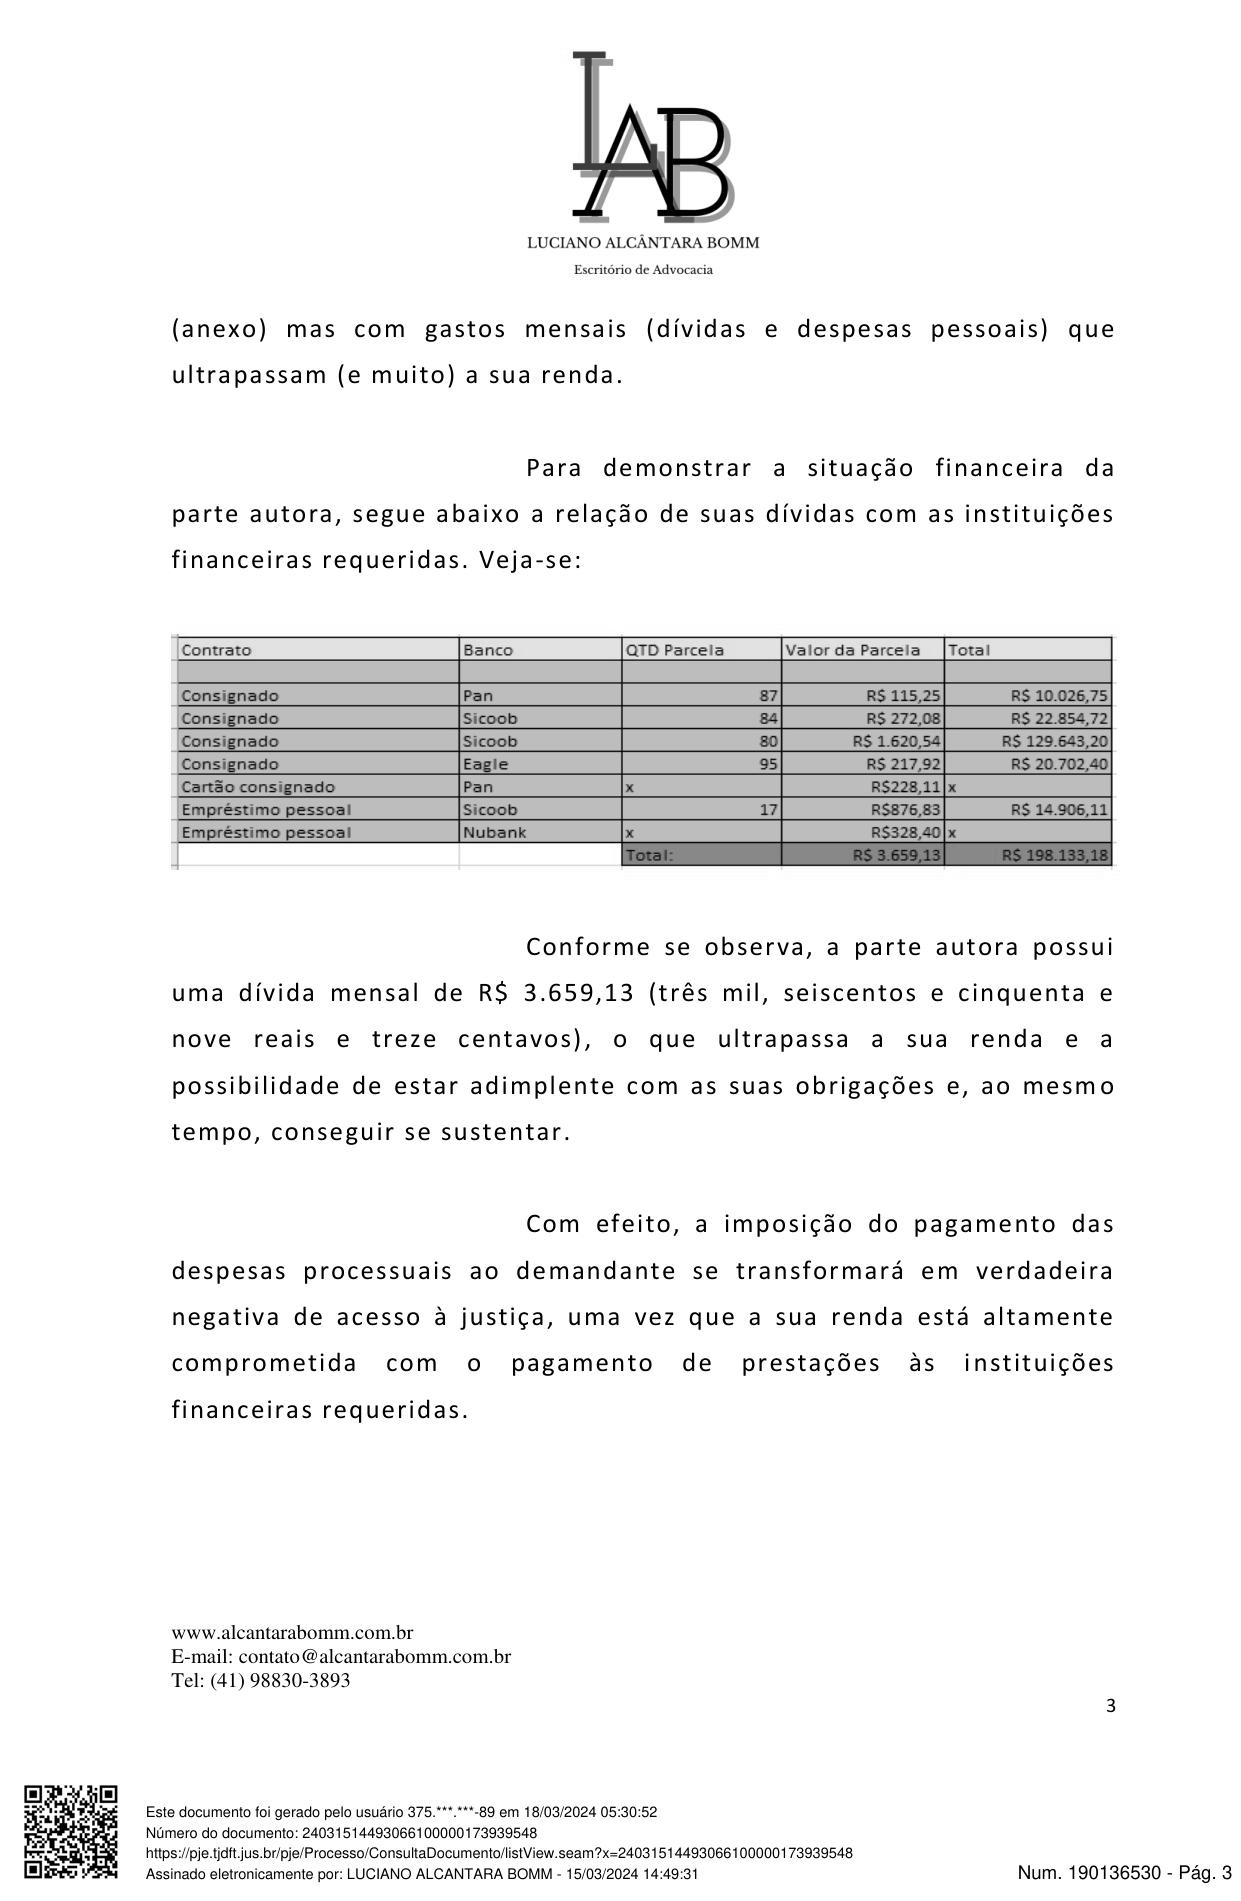 LAB
LUCIANO ALCÂNTARA BOMM
Escritório de Advocacia
(anexo) mas com gastos mensais (dívidas e despesas pessoais) que
ultrapassam (e muito) a sua renda.
Para demonstrar a situação financeira da
parte autora, segue abaixo a relação de suas dívidas com as instituições
financeiras requeridas. Veja-se:
Contrato Banco QTD Parcela Valor da Parcela Total
Consignado Pan 87 R$ 115,25 R$ 10.026,75
Consignado Sicoob 84 R$ 272,08 R$ 22.854,72
Consignado Sicoob 80 R$ 1.620,54 R$ 129.643,20
Consignado Eagle 95 R$ 217,92 R$ 20.702,40
Cartão consignado Pan x R$228,11 x
Empréstimo pessoal Sicoob 17 R$876,83 R$ 14.906,11
Empréstimo pessoal Nubank x R$328,40 x
Total: R$ 3.659,13 R$ 198.133,18
Conforme se observa, a parte autora possui
uma dívida mensal de R$ 3.659,13 (três mil, seiscentos e cinquenta e
nove reais e treze centavos), o que ultrapassa a sua renda e a
possibilidade de estar adimplente com as suas obrigações e, ao mesmo
tempo, conseguir se sustentar.
Com efeito, a imposição do pagamento das
despesas processuais ao demandante se transformará em verdadeira
negativa de acesso à justiça, uma vez que a sua renda está altamente
comprometida com o pagamento de prestações às instituições
financeiras requeridas.
www.alcantarabomm.com.br
E-mail: contato@alcantarabomm.com.br
Tel: (41) 98830-3893
3
Este documento foi gerado pelo usuário 375.***.***-89 em 18/03/2024 05:30:52
Número do documento: 24031514493066100000173939548
https://pje.tjdft.jus.br/pje/Processo/ConsultaDocumento/listView.seam?x=24031514493066100000173939548
Assinado eletronicamente por: LUCIANO ALCANTARA BOMM - 15/03/2024 14:49:31
Num. 190136530 - Pág. 3